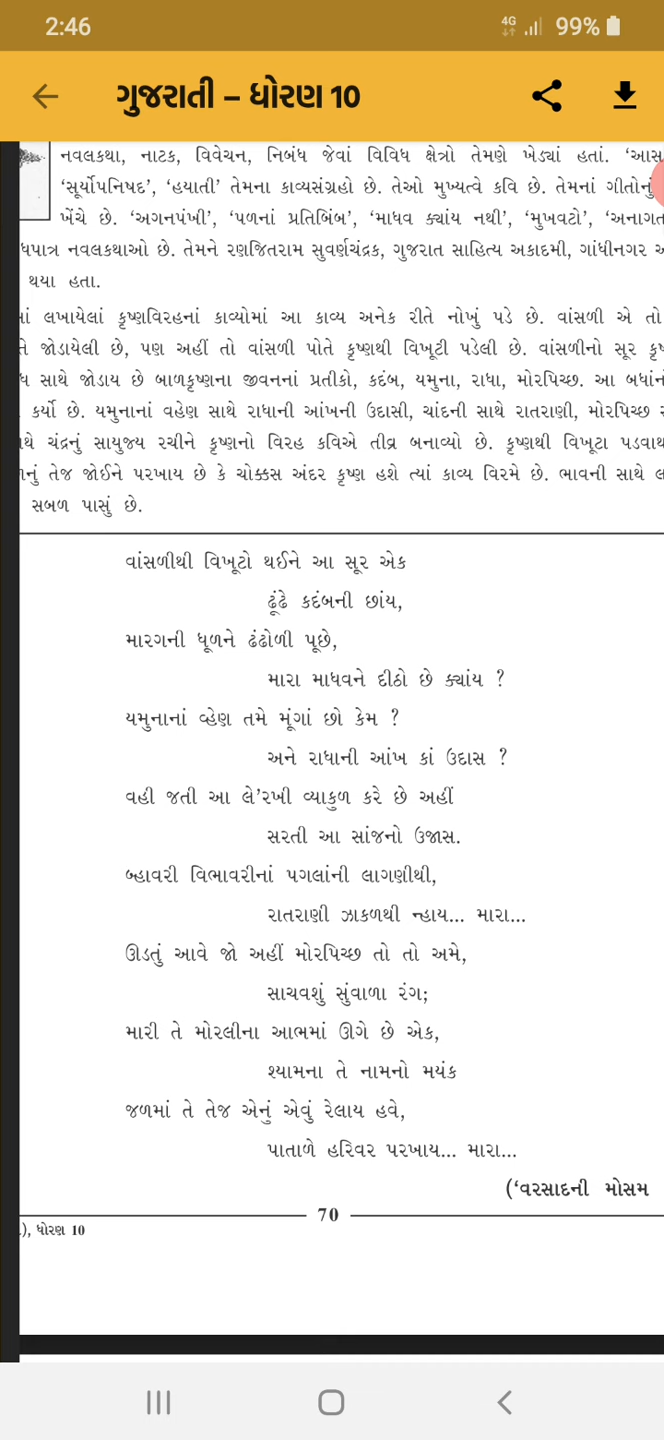 2:46
4G 99%
ગુજરાતી – ધોરણ 10
નવલકથા, નાટક, વિવેચન, નિબંધ જેવાં વિવિધ ક્ષેત્રો તેમણે ખેડ્યાં હતાં. ‘આસ
‘સૂર્યોપનિષદ’, ‘હયાતી’ તેમના કાવ્યસંગ્રહો છે. તેઓ મુખ્યત્વે કવિ છે. તેમનાં ગીતોનું
ખેંચે છે. ‘અગનપંખી’, ‘પળનાં પ્રતિબિંબ’, ‘માધવ ક્યાંય નથી’, ‘મુખવટો’, ‘અનાગત
ધપાત્ર નવલકથાઓ છે. તેમને રણજિતરામ સુવર્ણચંદ્રક, ગુજરાત સાહિત્ય અકાદમી, ગાંધીનગર
થયા હતા.
માં લખાયેલાં કૃષ્ણવિરહનાં કાવ્યોમાં આ કાવ્ય અનેક રીતે નોખું પડે છે. વાંસળી એ તો
તે જોડાયેલી છે, પણ અહીં તો વાંસળી પોતે કૃષ્ણથી વિખૂટી પડેલી છે. વાંસળીનો સૂર કૃષ્
ધ સાથે જોડાય છે બાળકૃષ્ણના જીવનનાં પ્રતીકો, કદંબ, યમુના, રાધા, મોરપિચ્છ. આ બધાંનં
કર્યો છે. યમુનાનાં વહેણ સાથે રાધાની આંખની ઉદાસી, ચાંદની સાથે રાતરાણી, મોરપિચ્છ
થે ચંદ્રનું સાયુજ્ય રચીને કૃષ્ણનો વિરહ કવિએ તીવ્ર બનાવ્યો છે. કૃષ્ણથી વિખૂટા પડવાથ
નું તેજ જોઈને પરખાય છે કે ચોક્કસ અંદર કૃષ્ણ હશે ત્યાં કાવ્ય વિરમે છે. ભાવની સાથે લ
સબળ પાસું છે.
વાંસળીથી વિખૂટો થઈને આ સૂર એક
ઢૂંઢે કદંબની છાંય,
મારગની ધૂળને ઢંઢોળી પૂછે,
મારા માધવને દીઠો છે ક્યાંય ?
યમુનાનાં વ્હેણ તમે મૂંગાં છો કેમ ?
અને રાધાની આંખ કાં ઉદાસ ?
વહી જતી આ લે’રખી વ્યાકુળ કરે છે અહીં
સરતી આ સાંજનો ઉજાસ.
બ્હાવરી વિભાવરીનાં પગલાંની લાગણીથી,
રાતરાણી ઝાકળથી ન્હાય... મારા...
ઊડતું આવે જો અહીં મોરપિચ્છ તો તો અમે,
સાચવશું સુંવાળા રંગ;
મારી તે મોરલીના આભમાં ઊગે છે એક,
શ્યામના તે નામનો મયંક
જળમાં તે તેજ એનું એવું રેલાય હવે,
પાતાળે હરિવર પરખાય... મારા...
(‘વરસાદની મોસમ
70
.), ધોરણ 10